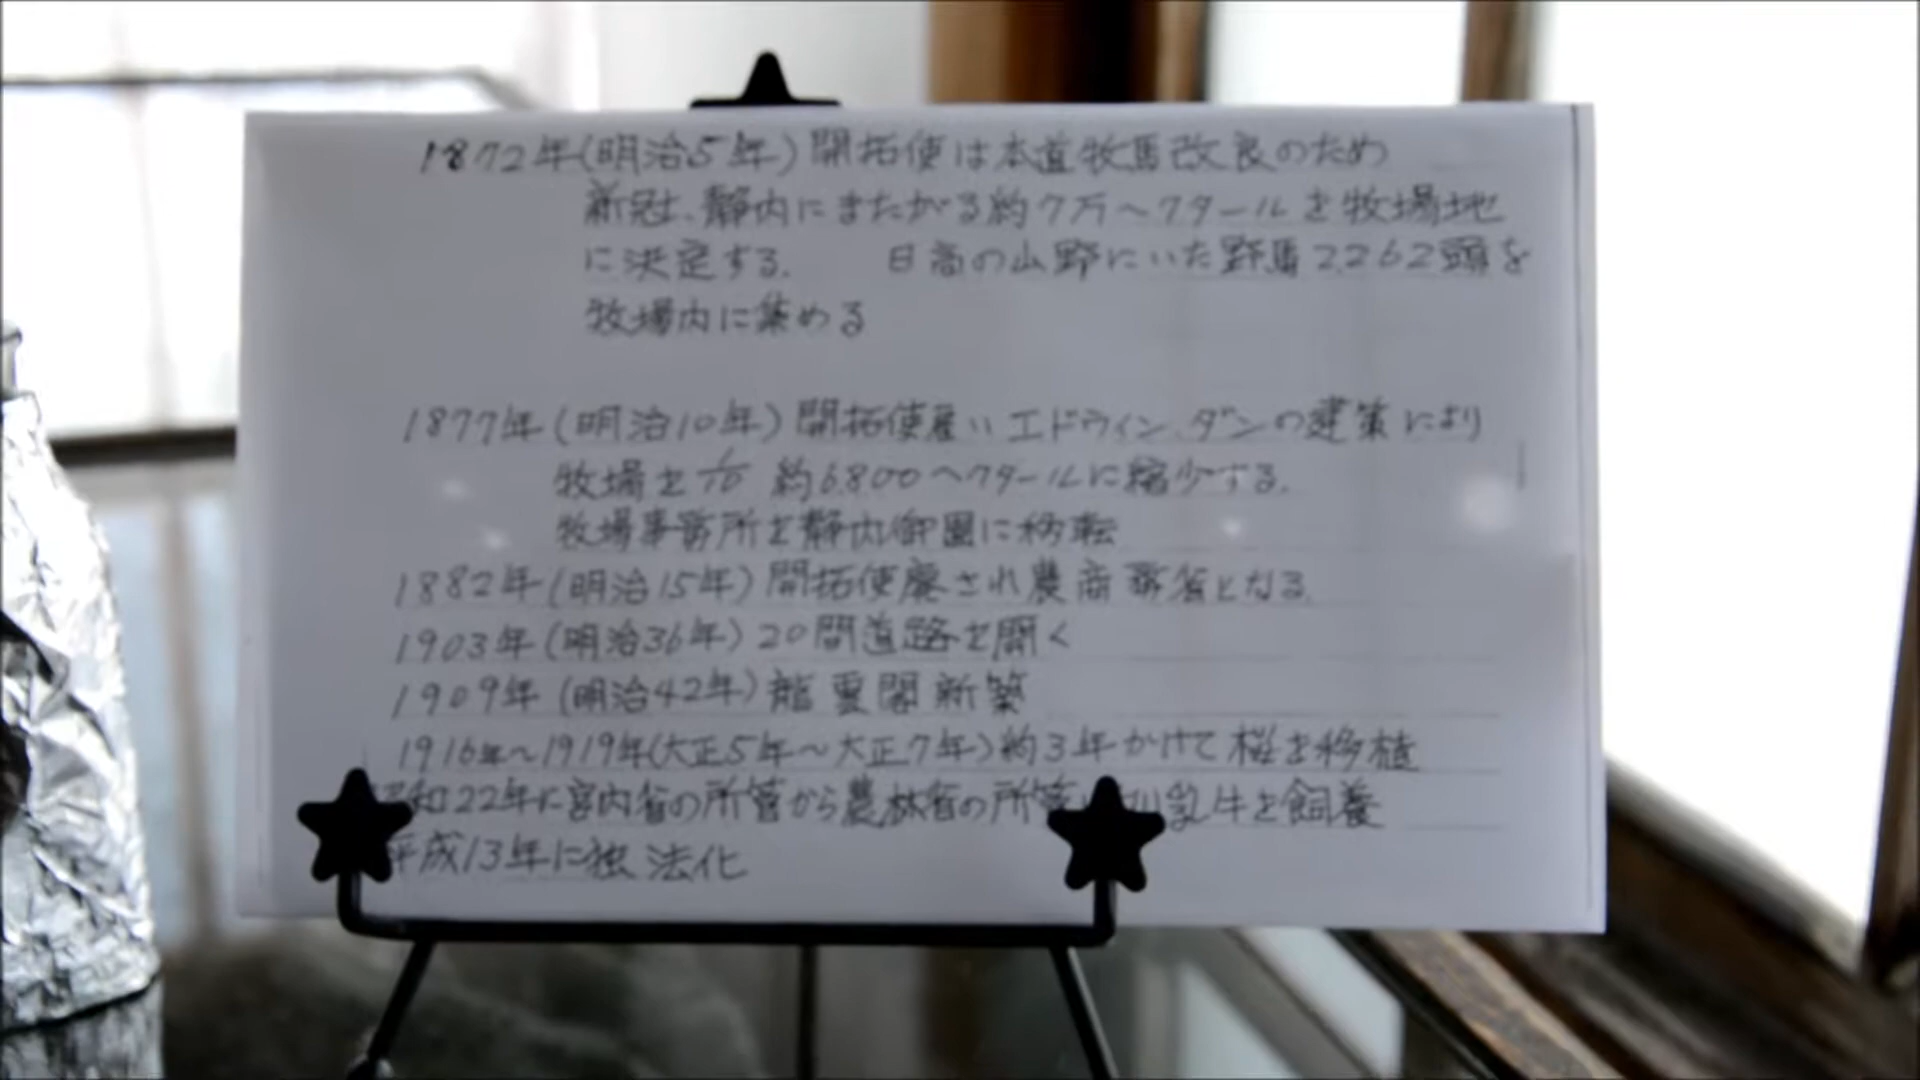 1872年(明治5年)開拓使は本道牧馬改良のため
新冠、静内にまたがる約7万ヘクタールを牧場地
に決定する. 日高の山野にいた野馬2262頭を
牧場内に集める
1877年(明治10年)開拓使雇いエドウィン、ダンの建策により
牧場を1/10 約6800ヘクタールに縮少する.
牧場事務所を静内御園に移転
1882年(明治15年)開拓使廃され農商務省となる.
1903年(明治36年)20間道路を開く
1909年(明治42年)龍雲閣新築
1916年〜1919年(大正5年〜大正7年)約3年かけて桜を移植
昭和22年に宮内省の所管から農林省の所管 乳牛を飼養
平成13年に独法化